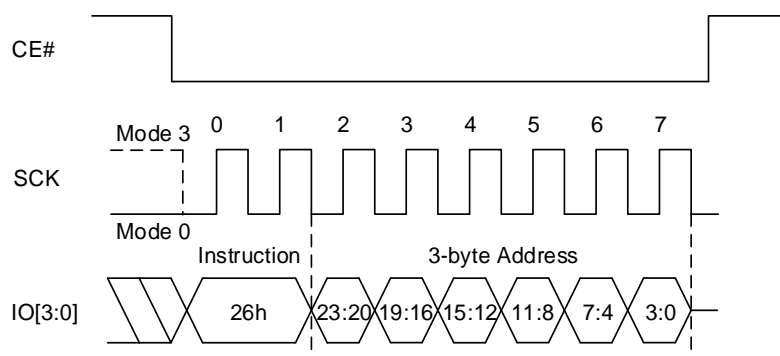 CE#
Mode 3 0 1 2 3 4 5 6 7
SCK
Mode 0
Instruction 3-byte Address
IO[3:0] 26h 23:20 19:16 15:12 11:8 7:4 3:0